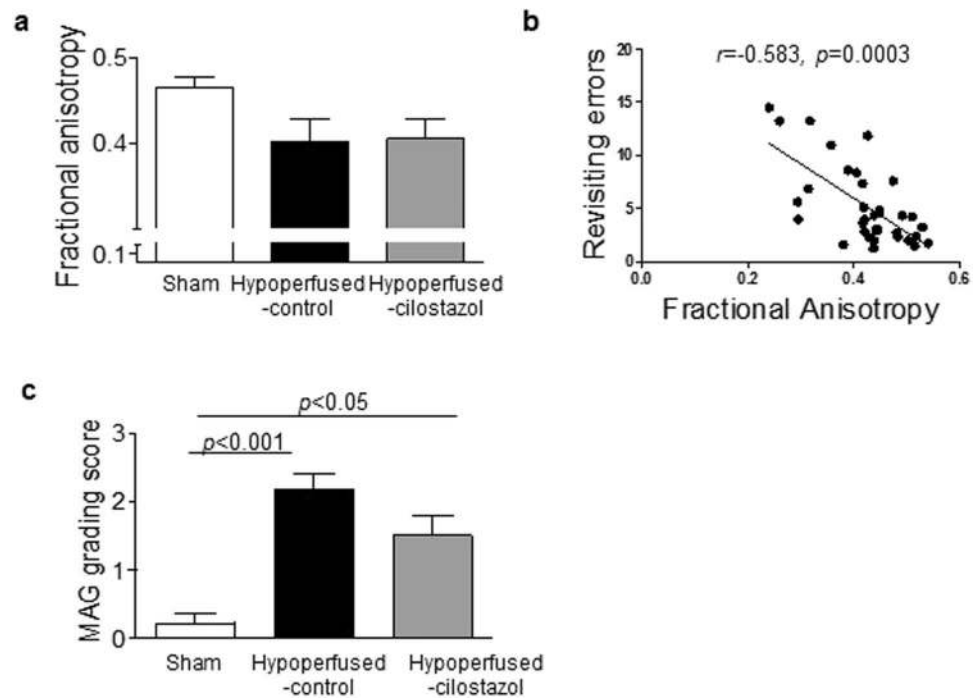 a
Fractional anisotropy
0.5
0.4
0.1
Sham
Hypoperfused
-control
Hypoperfused
-cilostazol
b
Revisiting errors
r=-0.583, p=0.0003
20
15
10
5
0
0.0
0.2
0.4
0.6
Fractional Anisotropy
c
MAG grading score
p<0.05
p<0.001
3
2
1
0
Sham
Hypoperfused
-control
Hypoperfused
-cilostazol